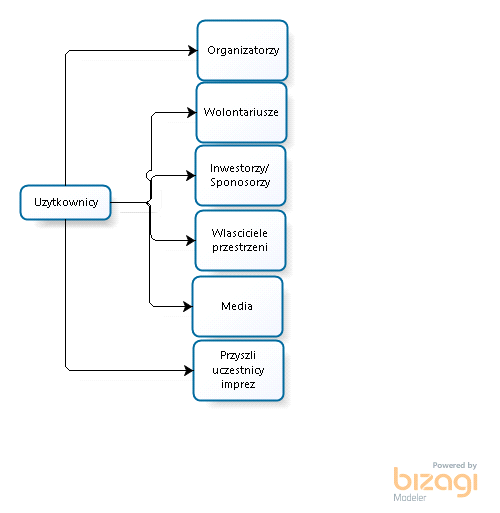 Organizatorzy
Wolontariusze
Inwestorzy/
Sponosorzy
Uzytkownicy
Wlasciciele
przestrzeni
Media
Przyszli
uczestnicy
imprez
Powered by
bizagi
Modeler